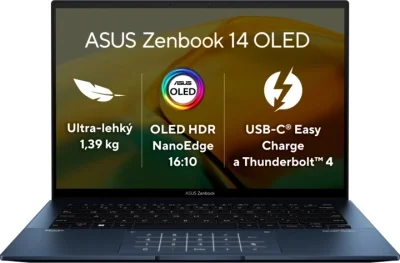 ASUS Zenbook 14 OLED
Ultra-lehký
1,39 kg
ASUS
OLED
OLED HDR
NanoEdge
16:10
USB-C® Easy
Charge
a Thunderbolt™ 4
ASUS Zenbook